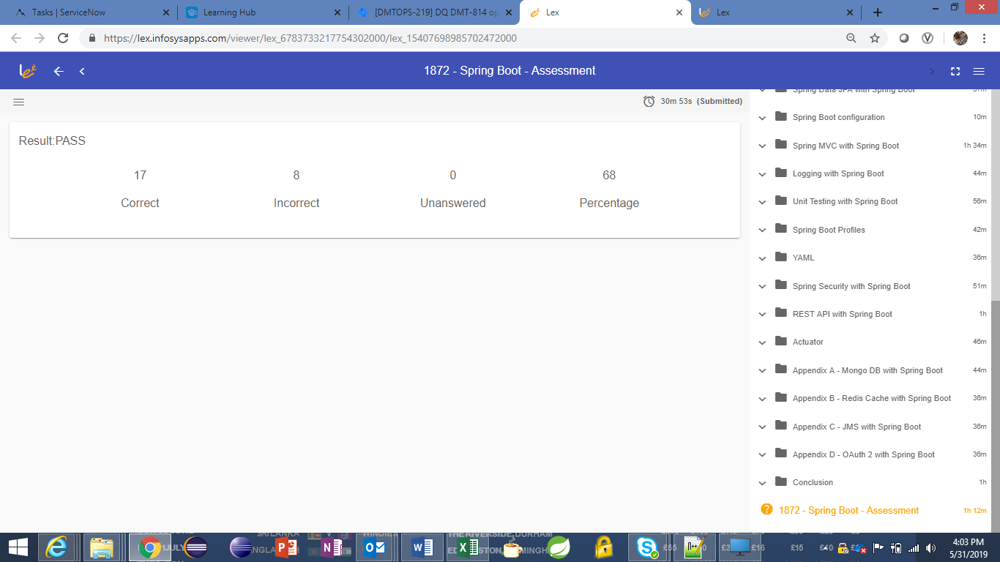 Tasks | ServiceNow
Learning Hub
[DMTOPS-219] DQ DMT-814 op
Lex
Lex
https://lex.infosysapps.com/viewer/lex_6783733217754302000/lex_15407698985702472000
lex
1872 - Spring Boot - Assessment
30m 53s (Submitted)
Result:PASS
17 8 0 68
Correct Incorrect Unanswered Percentage
Spring Data JPA with Spring Boot 37m
Spring Boot configuration 10m
Spring MVC with Spring Boot 1h 34m
Logging with Spring Boot 44m
Unit Testing with Spring Boot 56m
Spring Boot Profiles 42m
YAML 36m
Spring Security with Spring Boot 51m
REST API with Spring Boot 1h
Actuator 46m
Appendix A - Mongo DB with Spring Boot 44m
Appendix B - Redis Cache with Spring Boot 36m
Appendix C - JMS with Spring Boot 36m
Appendix D - OAuth 2 with Spring Boot 36m
Conclusion 1h
1872 - Spring Boot - Assessment 1h 12m
SRI LANKA
DURHAM
£15
4:03 PM
5/31/2019